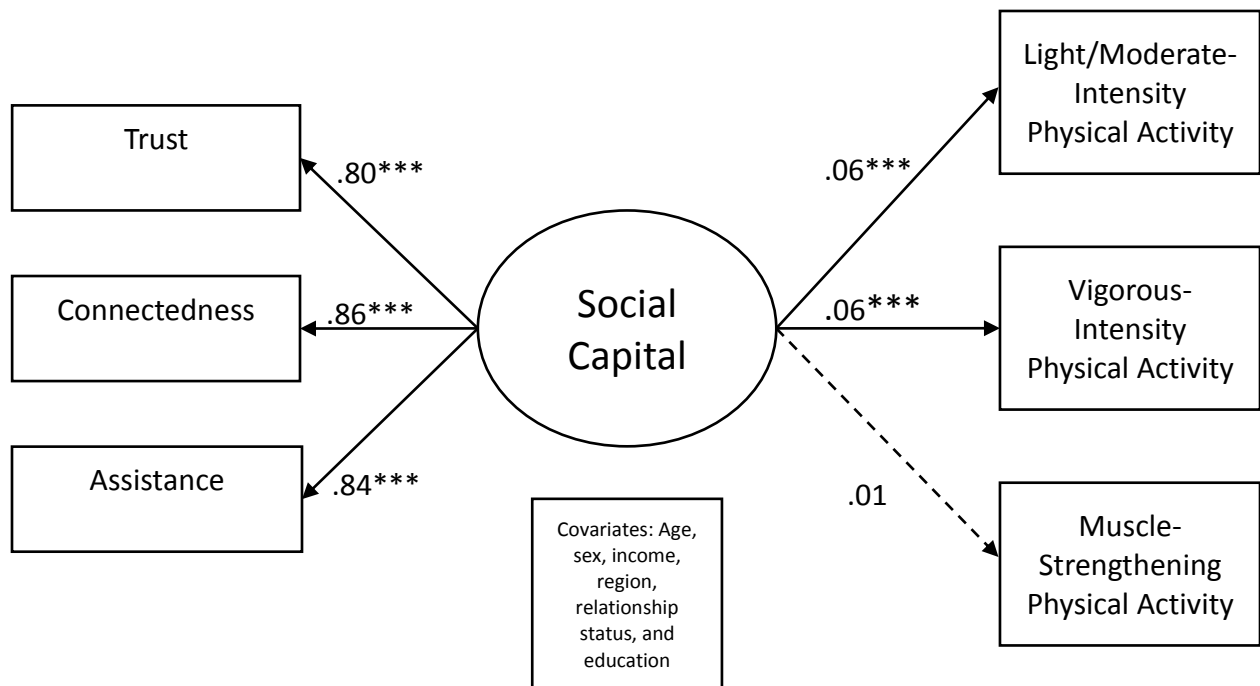 Trust
Connectedness
Assistance
.80***
.86***
.84***
Social
Capital
Covariates: Age,
sex, income,
region,
relationship
status, and
education
.06***
.06***
.01
Light/Moderate-
Intensity
Physical Activity
Vigorous-
Intensity
Physical Activity
Muscle-
Strengthening
Physical Activity